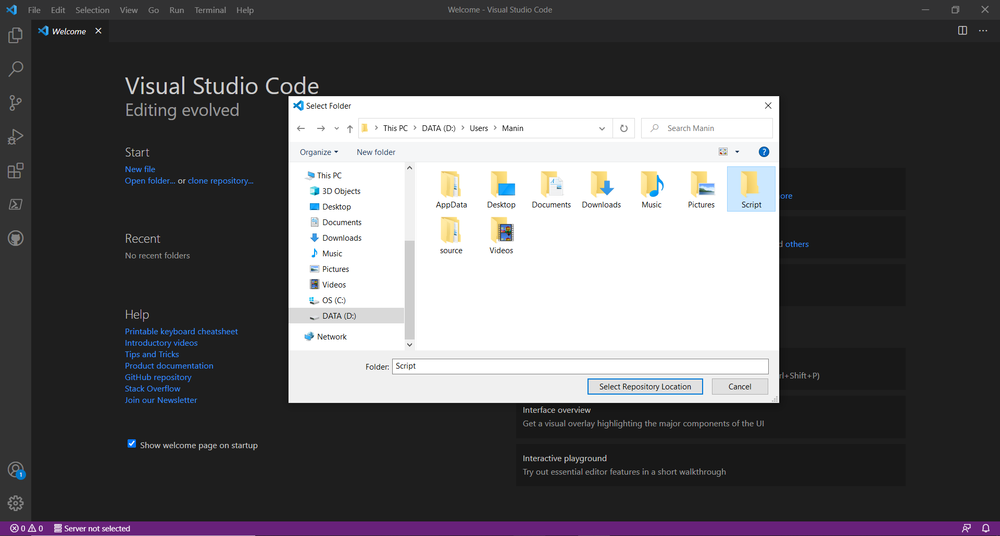 File Edit Selection View Go Run Terminal Help
Welcome - Visual Studio Code
Welcome
Visual Studio Code
Editing evolved
Start
New file
Open folder... or clone repository...
Recent
No recent folders
Help
Printable keyboard cheatsheet
Introductory videos
Tips and Tricks
Product documentation
GitHub repository
Stack Overflow
Join our Newsletter
Show welcome page on startup
Select Folder
This PC > DATA (D:) > Users > Manin
Search Manin
Organize New folder
?
This PC
3D Objects
Desktop
Documents
Downloads
Music
Pictures
Videos
OS (C:)
DATA (D:)
Network
AppData Desktop Documents Downloads Music Pictures Script
source Videos
Folder: Script
Select Repository Location Cancel
others
+Shift+P)
Interface overview
Get a visual overlay highlighting the major components of the UI
Interactive playground
Try out essential editor features in a short walkthrough
1
0 0 Server not selected